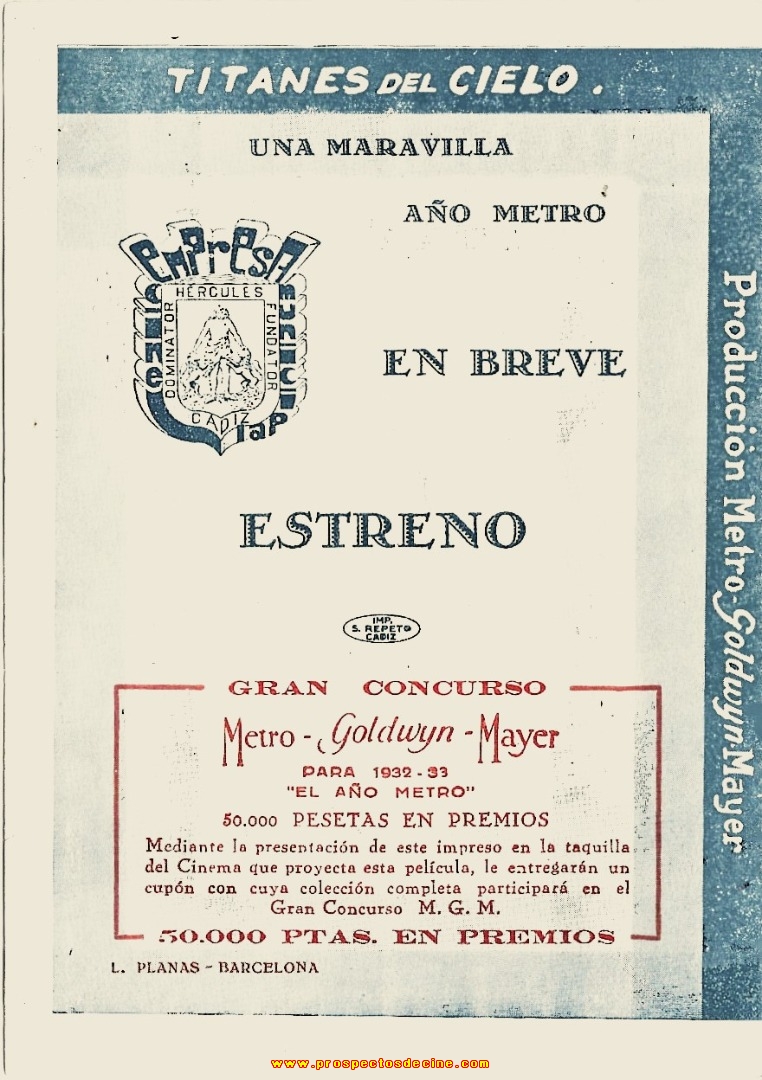 TITANES DEL CIELO.
UNA MARAVILLA
AÑO METRO
EMPRESA
CINE
HÉRCULES
DOMINATOR
FUNDATOR
CADIZ
EN BREVE
ESTRENO
IMP.
S. REPETO
CADIZ
GRAN CONCURSO
Metro - Goldwyn - Mayer
PARA 1932-33
"EL AÑO METRO"
50.000 PESETAS EN PREMIOS
Mediante la presentación de este impreso en la taquilla
del Cinema que proyecta esta película, le entregarán un
cupón con cuya colección completa participará en el
Gran Concurso M. G. M.
50.000 PTAS. EN PREMIOS
L. PLANAS - BARCELONA
Producción Metro-Goldwyn Mayer
www.prospectosdecine.com